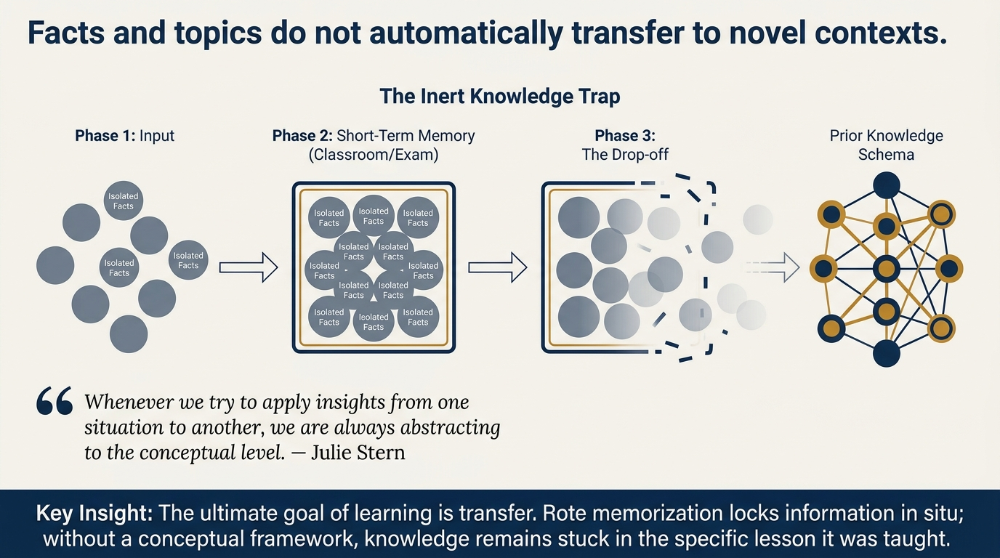 Facts and topics do not automatically transfer to novel contexts.
The Inert Knowledge Trap
Phase 1: Input
Phase 2: Short-Term Memory
(Classroom/Exam)
Phase 3:
The Drop-off
Prior Knowledge
Schema
Isolated
Facts
Isolated
Facts
Isolated
Facts
Isolated
Facts
Isolated
Facts
Isolated
Facts
Isolated
Facts
Isolated
Facts
Isolated
Facts
Isolated
Facts
Isolated
Facts
Isolated
Facts
Isolated
Facts
Isolated
Facts
Isolated
Facts
“ Whenever we try to apply insights from one
situation to another, we are always abstracting
to the conceptual level. — Julie Stern
Key Insight: The ultimate goal of learning is transfer. Rote memorization locks information in situ;
without a conceptual framework, knowledge remains stuck in the specific lesson it was taught.